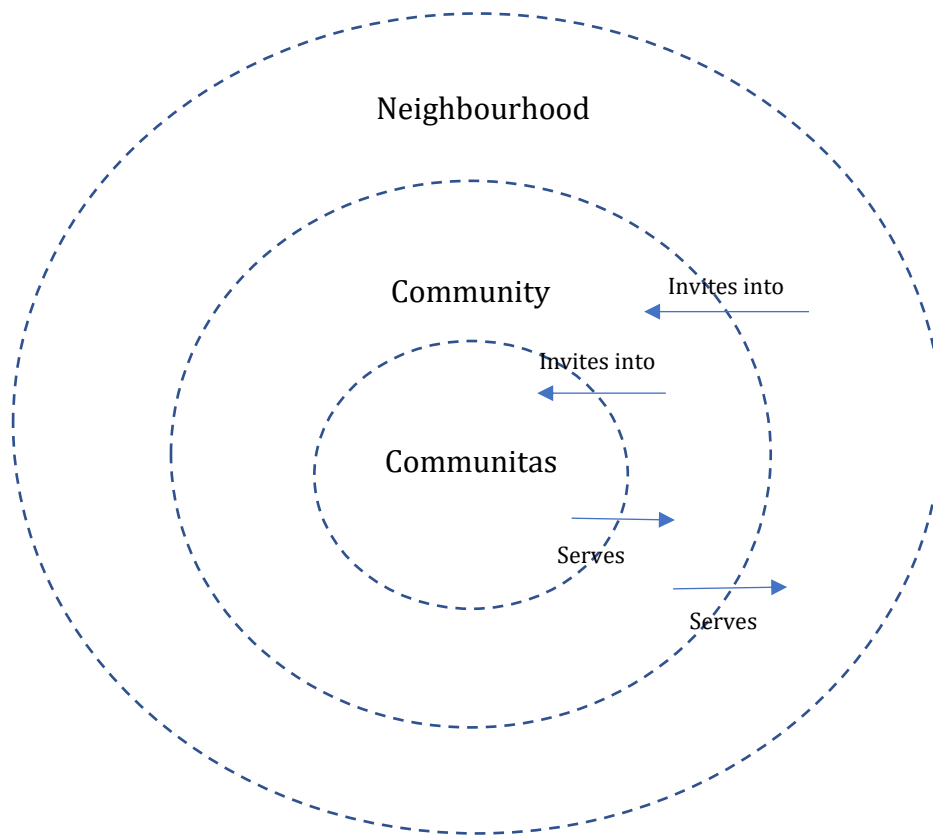 Neighbourhood
Community
Invites into
Invites into
Communitas
Serves
Serves